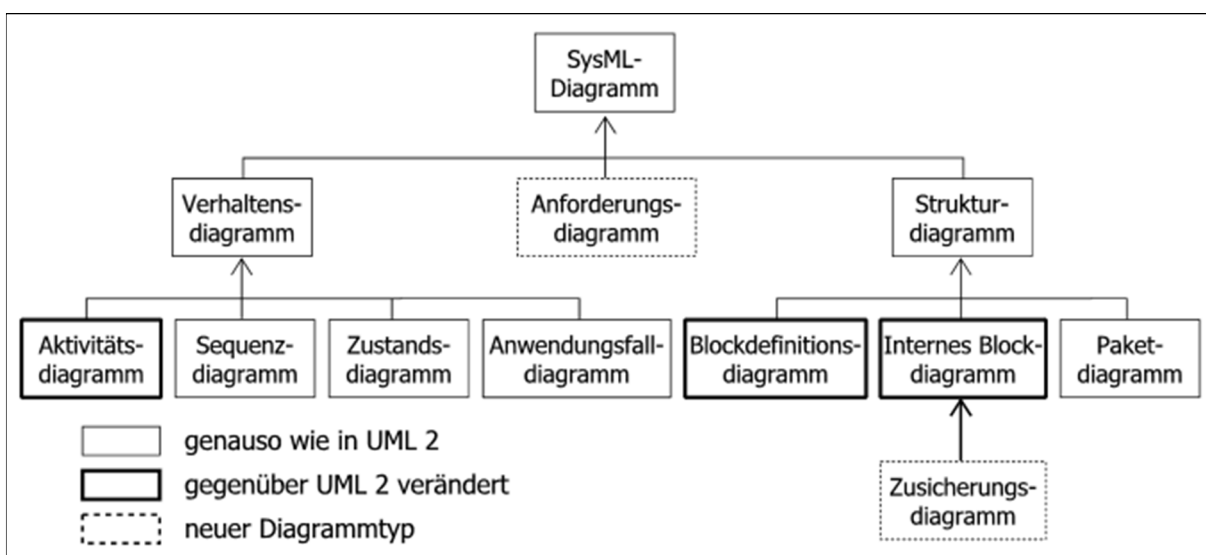 SysML-
Diagramm
Verhaltens-
diagramm
Anforderungs-
diagramm
Struktur-
diagramm
Aktivitäts-
diagramm
Sequenz-
diagramm
Zustands-
diagramm
Anwendungsfall-
diagramm
Blockdefinitions-
diagramm
Internes Block-
diagramm
Paket-
diagramm
genauso wie in UML 2
gegenüber UML 2 verändert
neuer Diagrammtyp
Zusicherungs-
diagramm